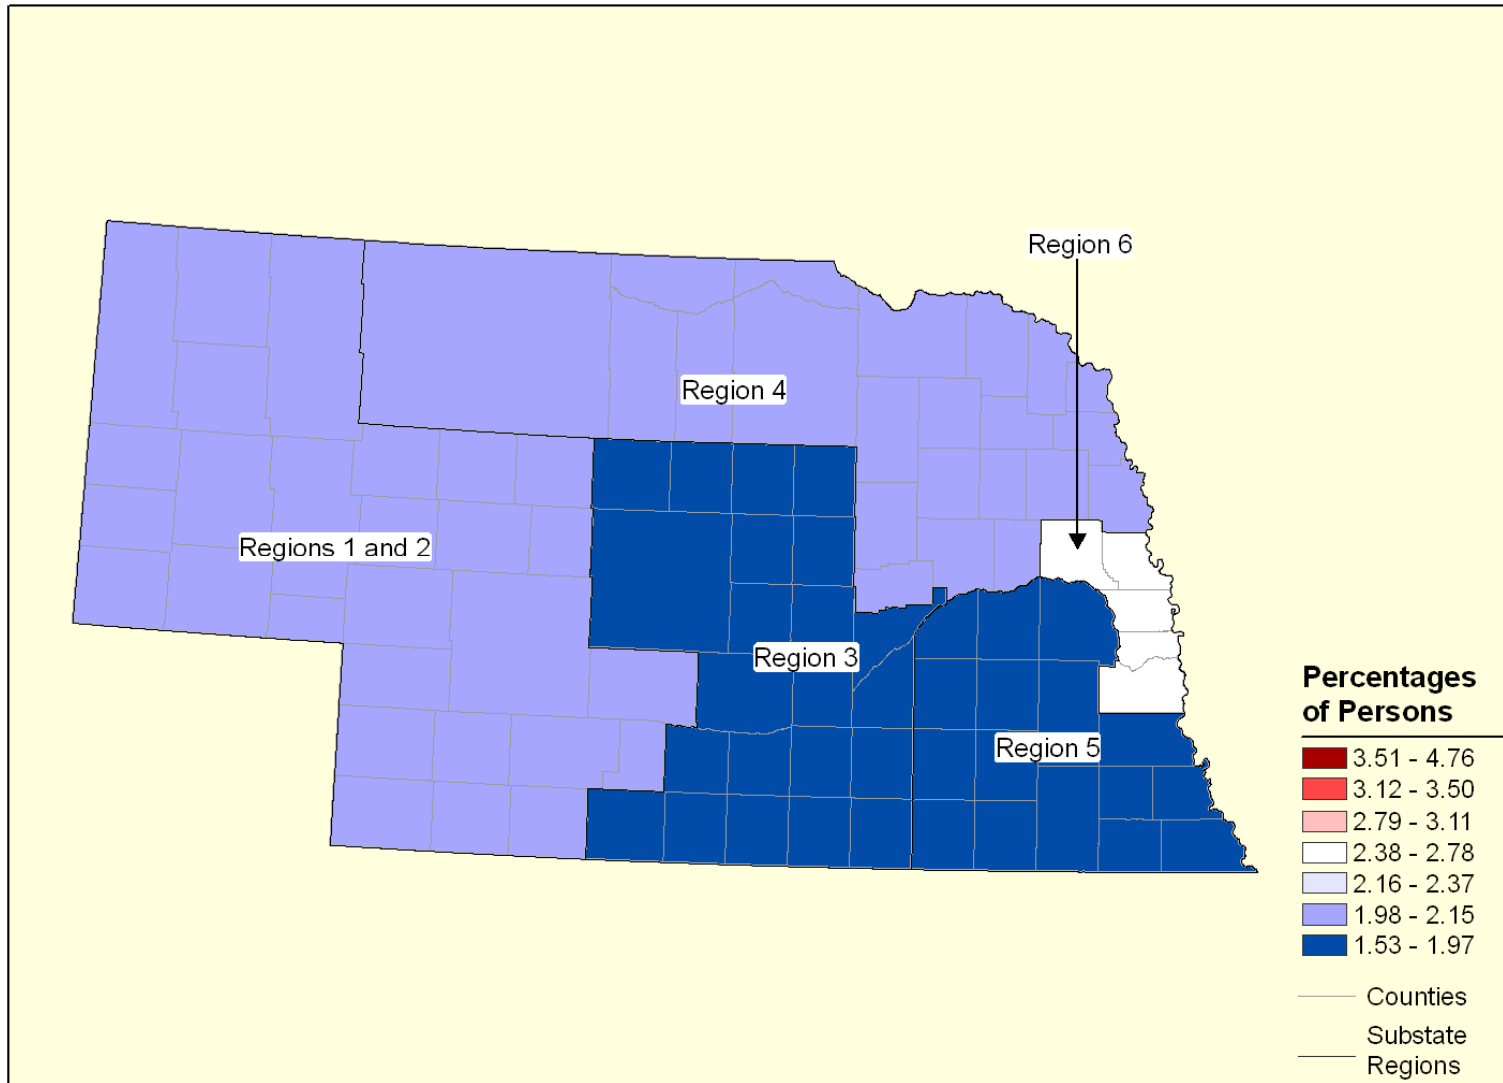 Region 6
Region 4
Regions 1 and 2
Region 3
Region 5
Percentages
of Persons
3.51 - 4.76
3.12 - 3.50
2.79 - 3.11
2.38 - 2.78
2.16 - 2.37
1.98 - 2.15
1.53 - 1.97
Counties
Substate
Regions